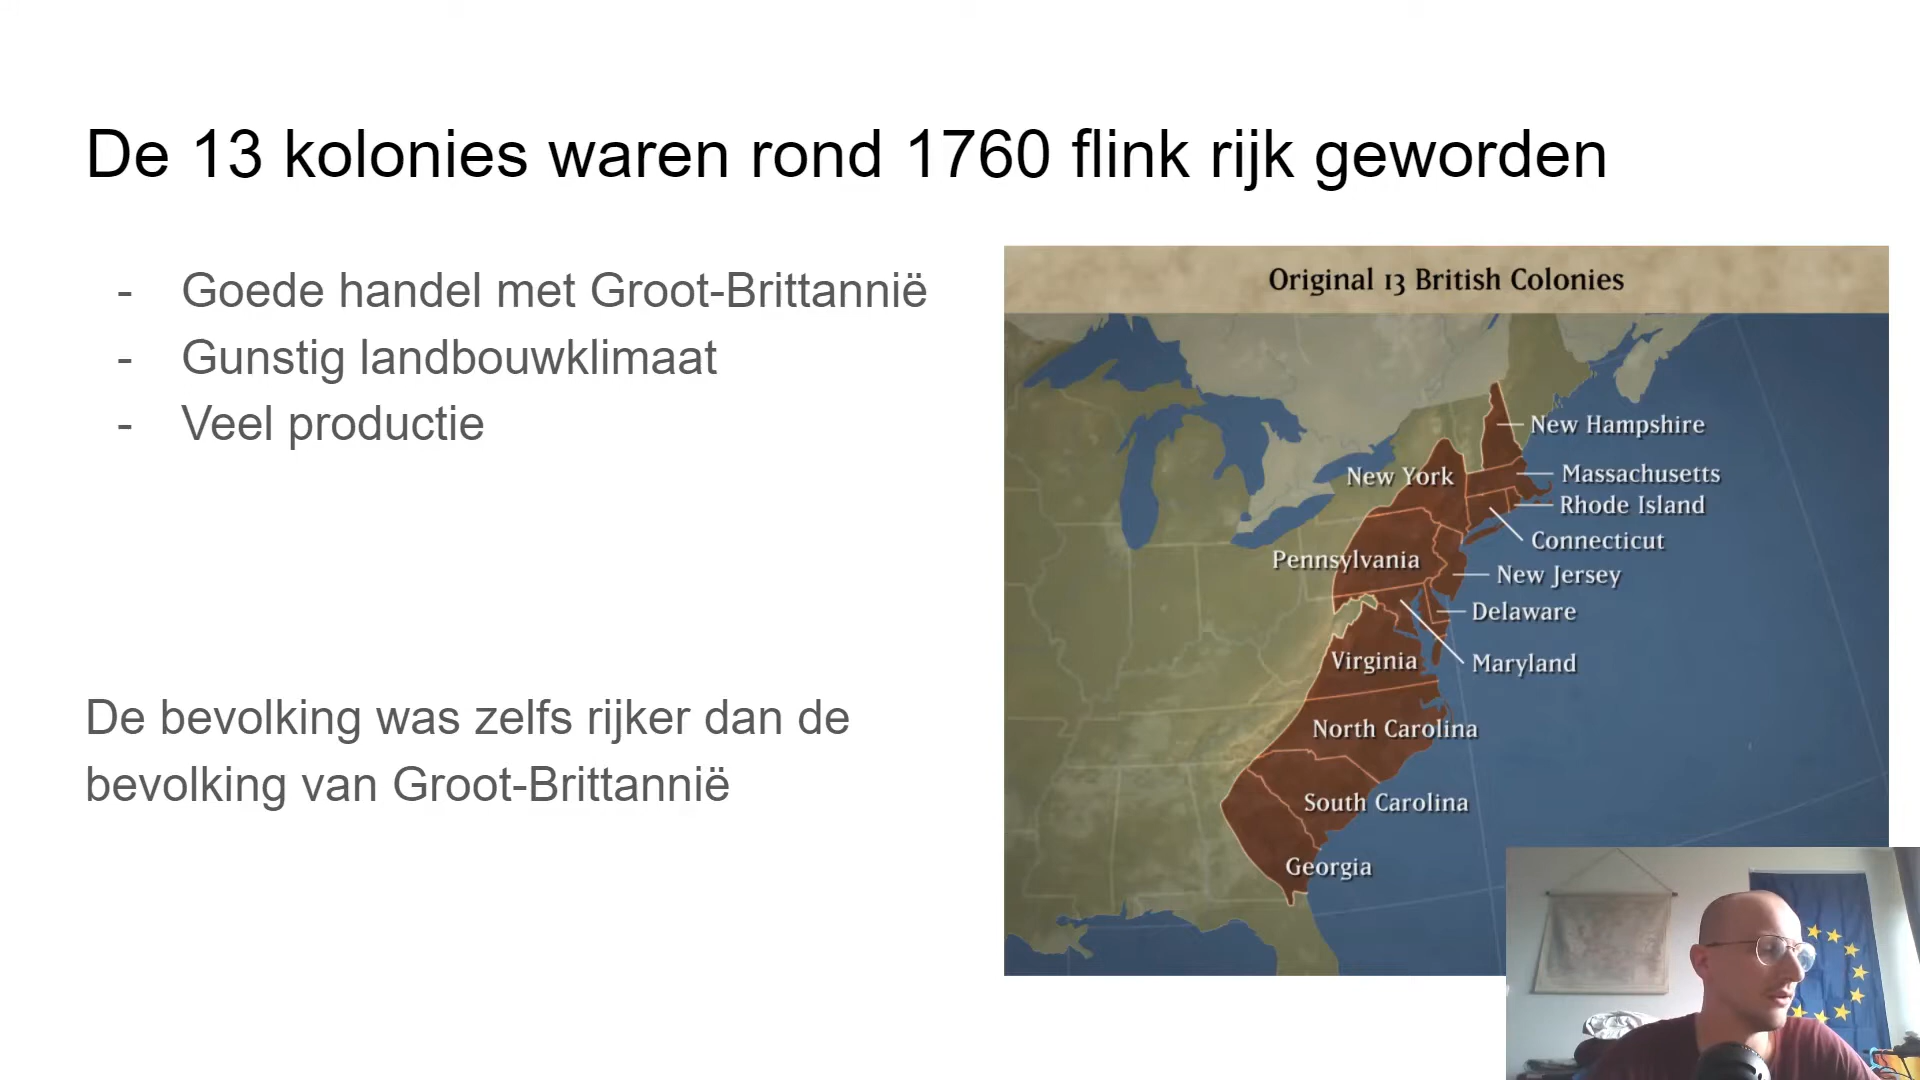 De 13 kolonies waren rond 1760 flink rijk geworden
- Goede handel met Groot-Brittannië
- Gunstig landbouwklimaat
- Veel productie
De bevolking was zelfs rijker dan de
bevolking van Groot-Brittannië
Original 13 British Colonies
New Hampshire
New York
Massachusetts
Rhode Island
Connecticut
Pennsylvania
New Jersey
Delaware
Virginia
Maryland
North Carolina
South Carolina
Georgia